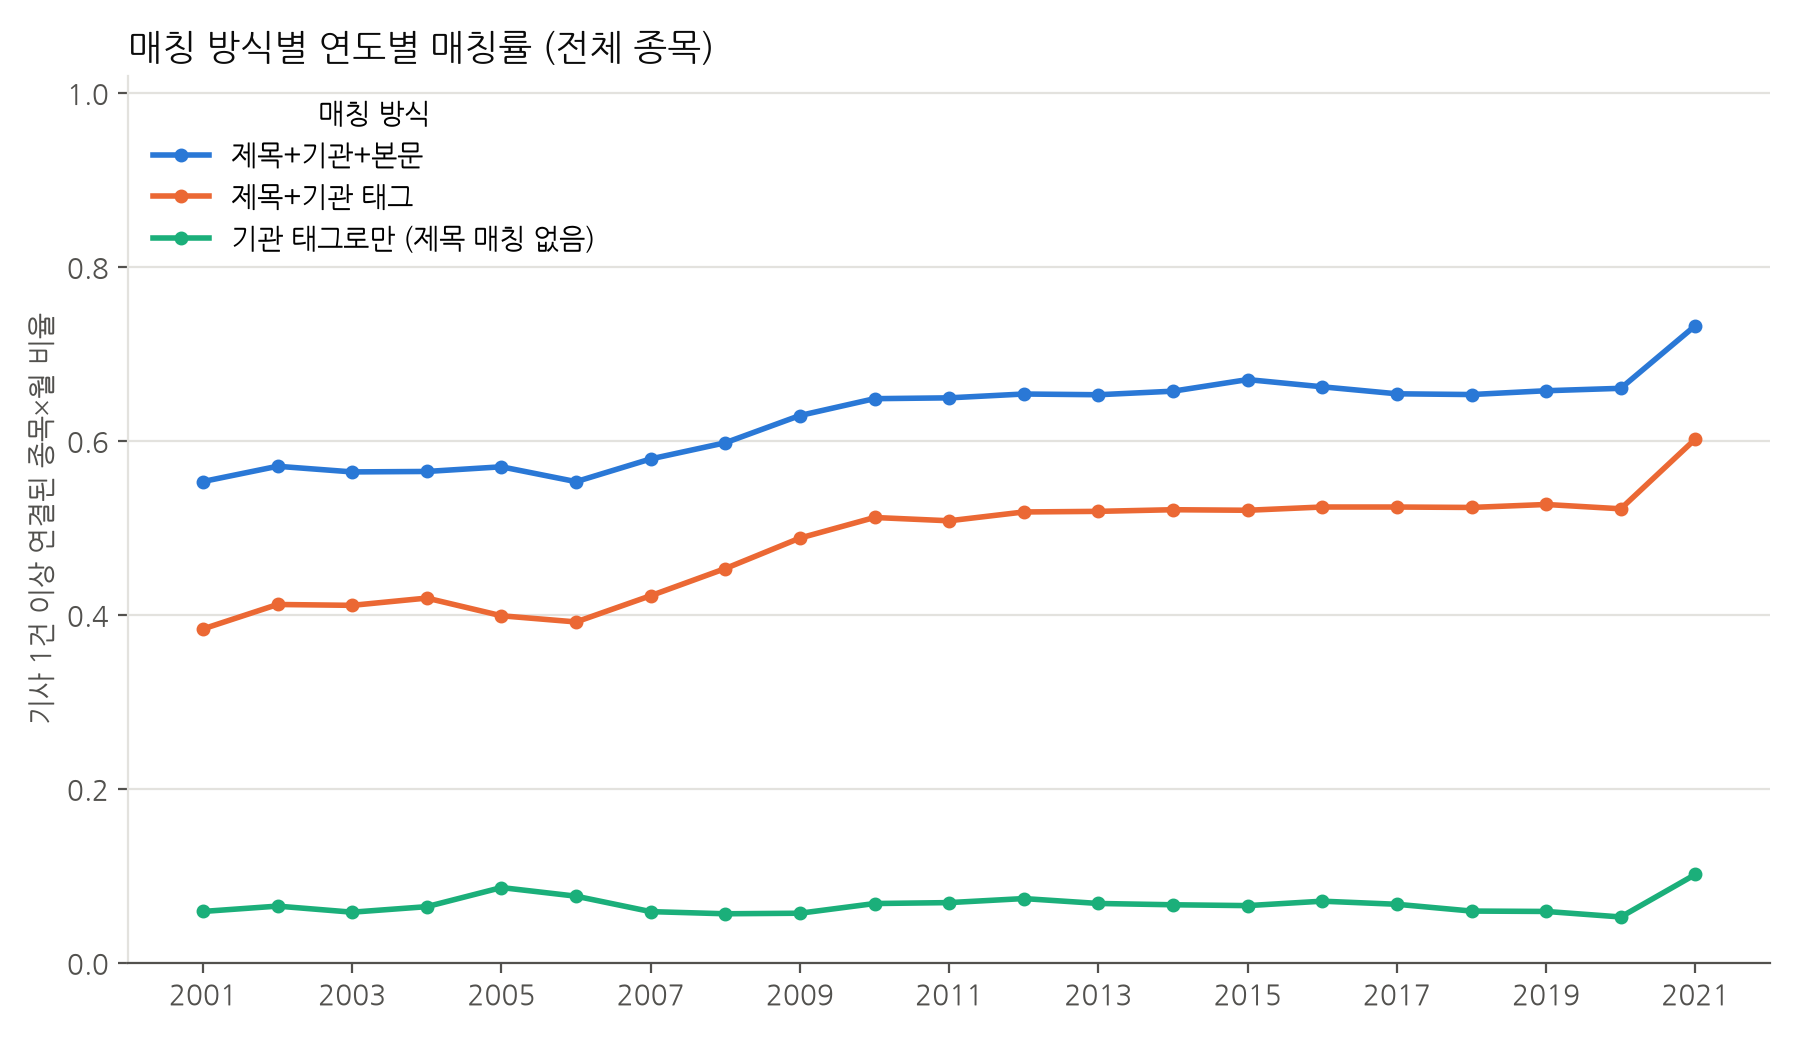 매칭 방식별 연도별 매칭률 (전체 종목)
매칭 방식
제목+기관+본문
제목+기관 태그
기관 태그로만 (제목 매칭 없음)
기사 1건 이상 연결된 종목×월 비율
1.0
0.8
0.6
0.4
0.2
0.0
2001 2003 2005 2007 2009 2011 2013 2015 2017 2019 2021